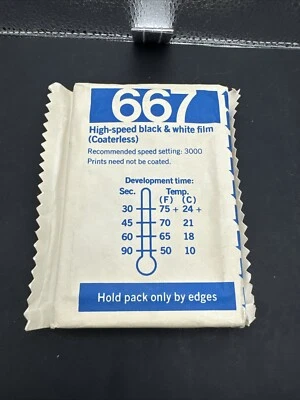 667
High-speed black & white film
(Coaterless)
Recommended speed setting: 3000
Prints need not be coated.
Development time:
Sec. Temp.
(F) (C)
30 75 + 24 +
45 70 21
60 65 18
90 50 10
Hold pack only by edges